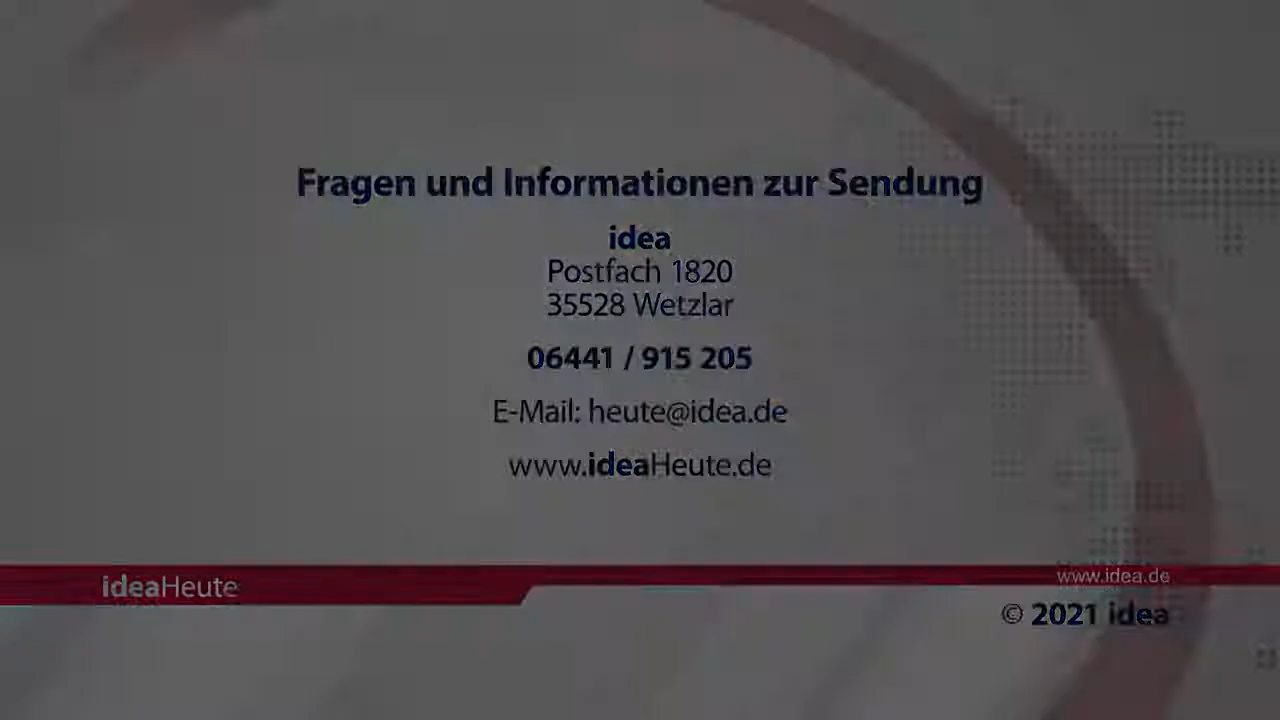 Fragen und Informationen zur Sendung
idea
Postfach 1820
35528 Wetzlar
06441 / 915 205
E-Mail: heute@idea.de
www.ideaHeute.de
ideaHeute
www.idea.de
© 2021 idea